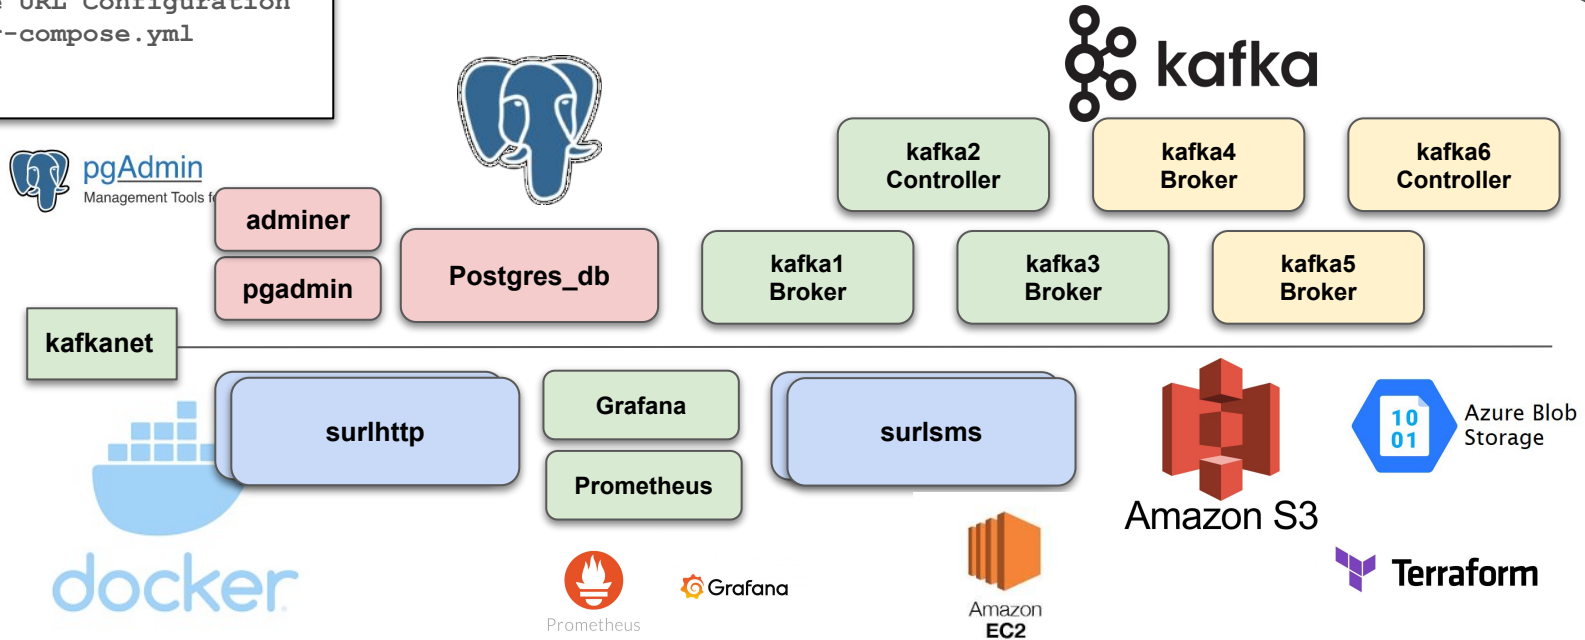 URL Configuration
-compose.yml
kafka
pgAdmin
Management Tools f
adminer
pgadmin
Postgres_db
kafka2
Controller
kafka4
Broker
kafka6
Controller
kafka1
Broker
kafka3
Broker
kafka5
Broker
kafkanet
surlhttp
Grafana
Prometheus
surlsms
Amazon S3
10
01
Azure Blob
Storage
docker
Prometheus
Grafana
Amazon
EC2
Terraform